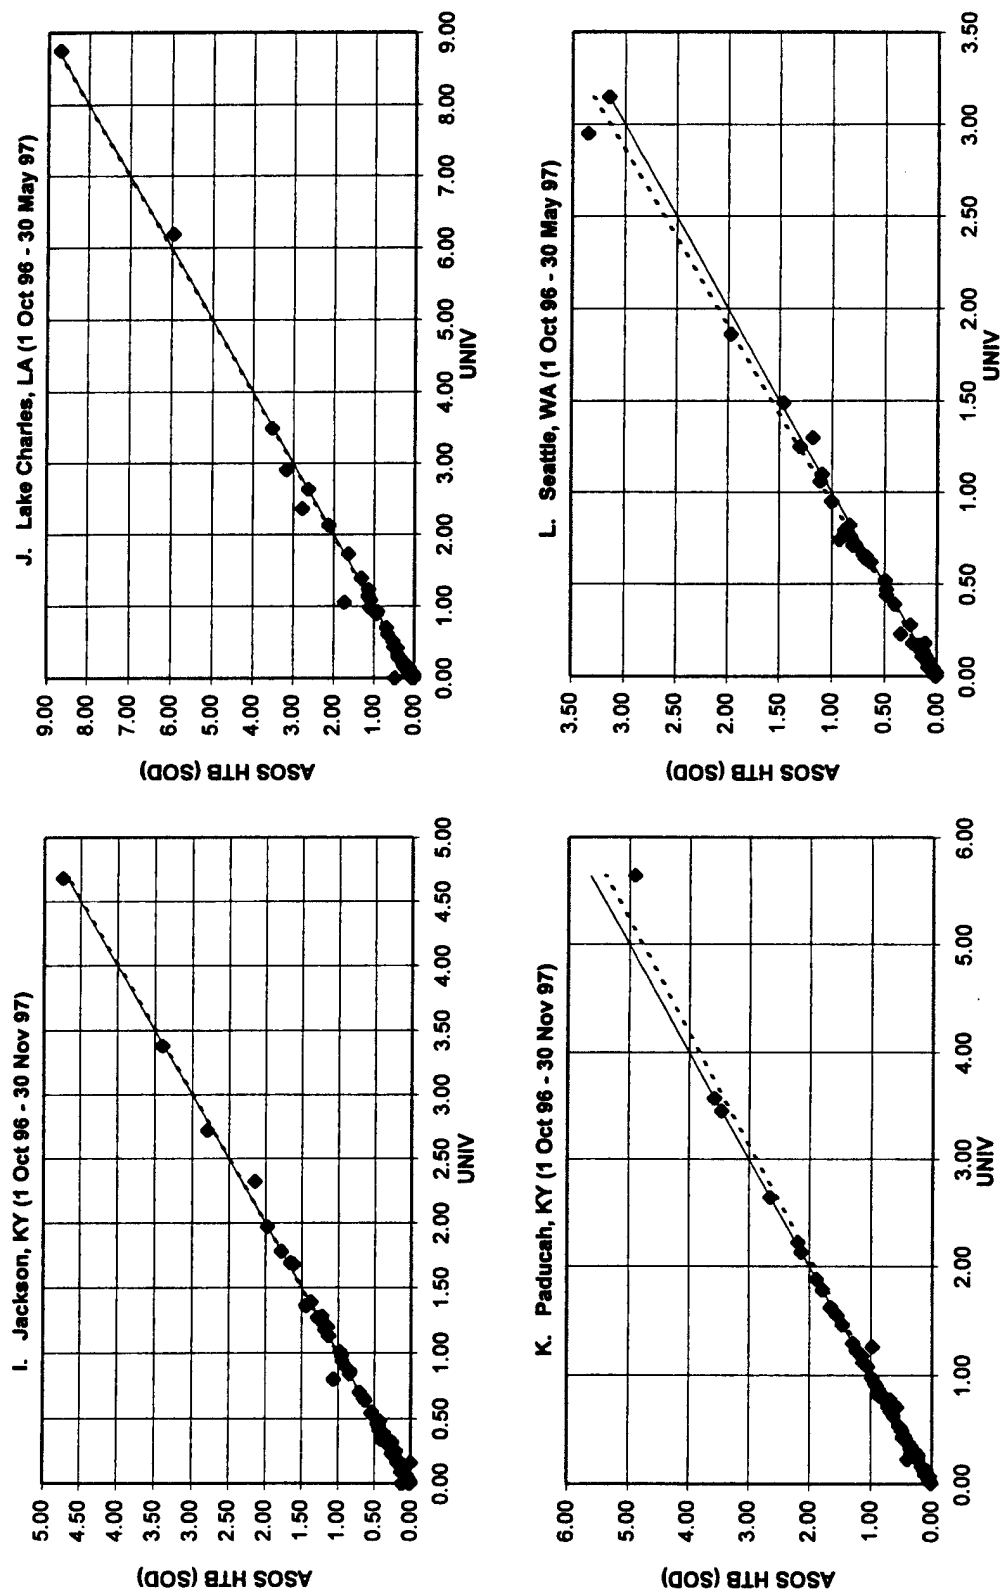 I. Jackson, KY (1 Oct 96 - 30 Nov 97)
ASOS HTB (SOD)
5.00
4.50
4.00
3.50
3.00
2.50
2.00
1.50
1.00
0.50
0.00
0.00 0.50 1.00 1.50 2.00 2.50 3.00 3.50 4.00 4.50 5.00
UNIV
J. Lake Charles, LA (1 Oct 96 - 30 May 97)
ASOS HTB (SOD)
9.00
8.00
7.00
6.00
5.00
4.00
3.00
2.00
1.00
0.00
0.00 1.00 2.00 3.00 4.00 5.00 6.00 7.00 8.00 9.00
UNIV
K. Paducah, KY (1 Oct 96 - 30 Nov 97)
ASOS HTB (SOD)
6.00
5.00
4.00
3.00
2.00
1.00
0.00
0.00 1.00 2.00 3.00 4.00 5.00 6.00
UNIV
L. Seattle, WA (1 Oct 96 - 30 May 97)
ASOS HTB (SOD)
3.50
3.00
2.50
2.00
1.50
1.00
0.50
0.00
0.00 0.50 1.00 1.50 2.00 2.50 3.00 3.50
UNIV